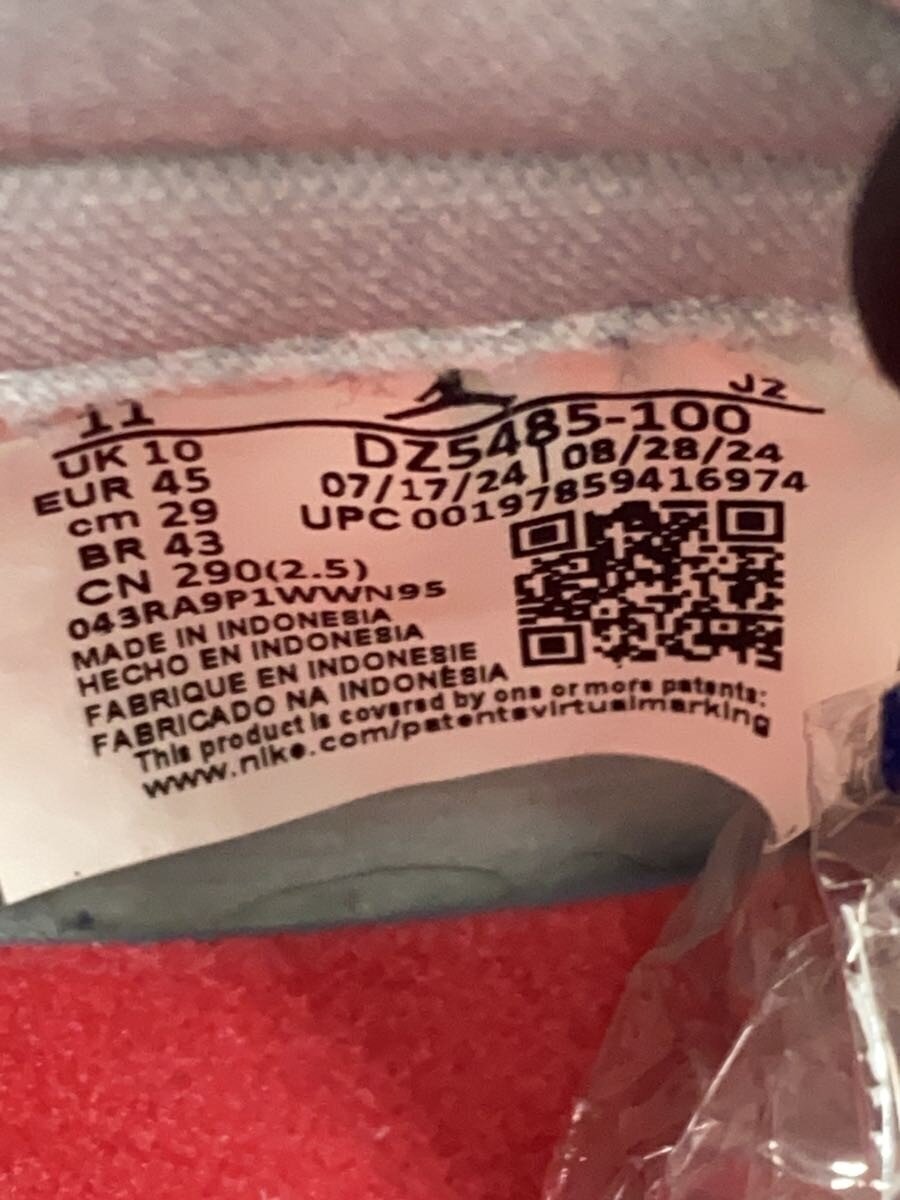 J2
11
DZ5485-100
UK 10
07/17/24 | 08/28/24
EUR 45
UPC 00197859416974
cm 29
BR 43
CN 290(2.5)
043RA9P1WWN95
MADE IN INDONESIA
HECHO EN INDONESIA
FABRIQUE EN INDONESIE
FABRICADO NA INDONÉSIA
This product is covered by one or more patents:
www.nike.com/patentsvirtualmarking